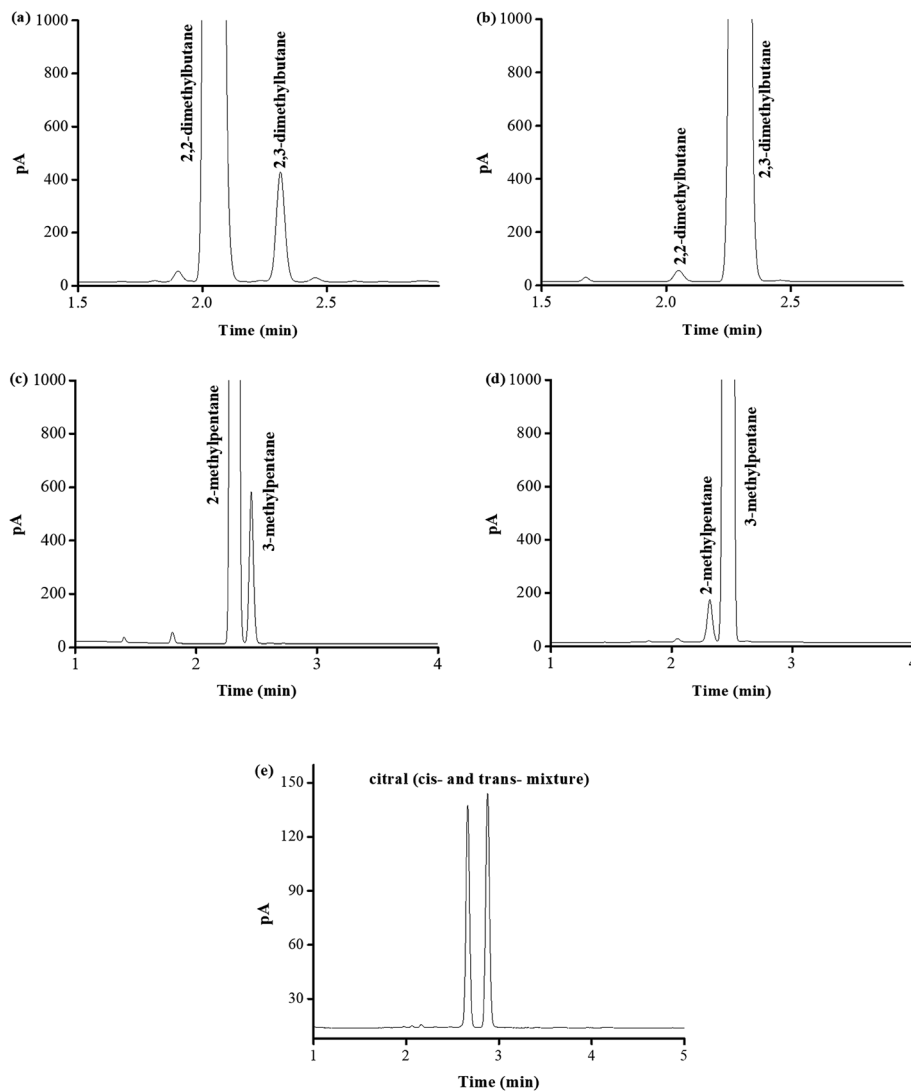 (a)
1000
800
600
400
200
0
pA
2,2-dimethylbutane
2,3-dimethylbutane
1.5
2.0
2.5
Time (min)
(b)
1000
800
600
400
200
0
pA
2,2-dimethylbutane
2,3-dimethylbutane
1.5
2.0
2.5
Time (min)
(c)
1000
800
600
400
200
0
pA
2-methylpentane
3-methylpentane
1
2
3
4
Time (min)
(d)
1000
800
600
400
200
0
pA
2-methylpentane
3-methylpentane
1
2
3
4
Time (min)
(e)
citral (cis- and trans- mixture)
150
120
90
60
30
pA
1
2
3
4
5
Time (min)